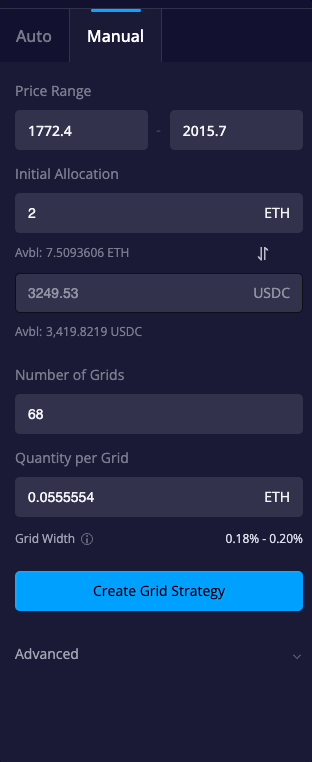 Auto Manual
Price Range
1772.4 - 2015.7
Initial Allocation
2 ETH
Avbl: 7.5093606 ETH
3249.53 USDC
Avbl: 3,419.8219 USDC
Number of Grids
68
Quantity per Grid
0.0555554 ETH
Grid Width 0.18% - 0.20%
Create Grid Strategy
Advanced